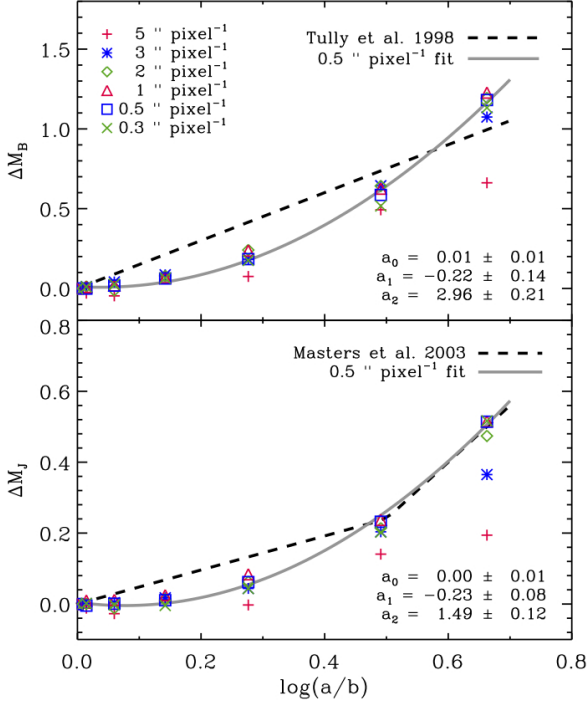 5 " pixel⁻¹
3 " pixel⁻¹
2 " pixel⁻¹
1 " pixel⁻¹
0.5 " pixel⁻¹
0.3 " pixel⁻¹
Tully et al. 1998
0.5 " pixel⁻¹ fit
1.5
1.0
0.5
0.0
ΔM_B
a₀ = 0.01 ± 0.01
a₁ = −0.22 ± 0.14
a₂ = 2.96 ± 0.21
Masters et al. 2003
0.5 " pixel⁻¹ fit
0.8
0.6
0.4
0.2
0.0
ΔM_J
a₀ = 0.00 ± 0.01
a₁ = −0.23 ± 0.08
a₂ = 1.49 ± 0.12
0.0 0.2 0.4 0.6 0.8
log(a/b)